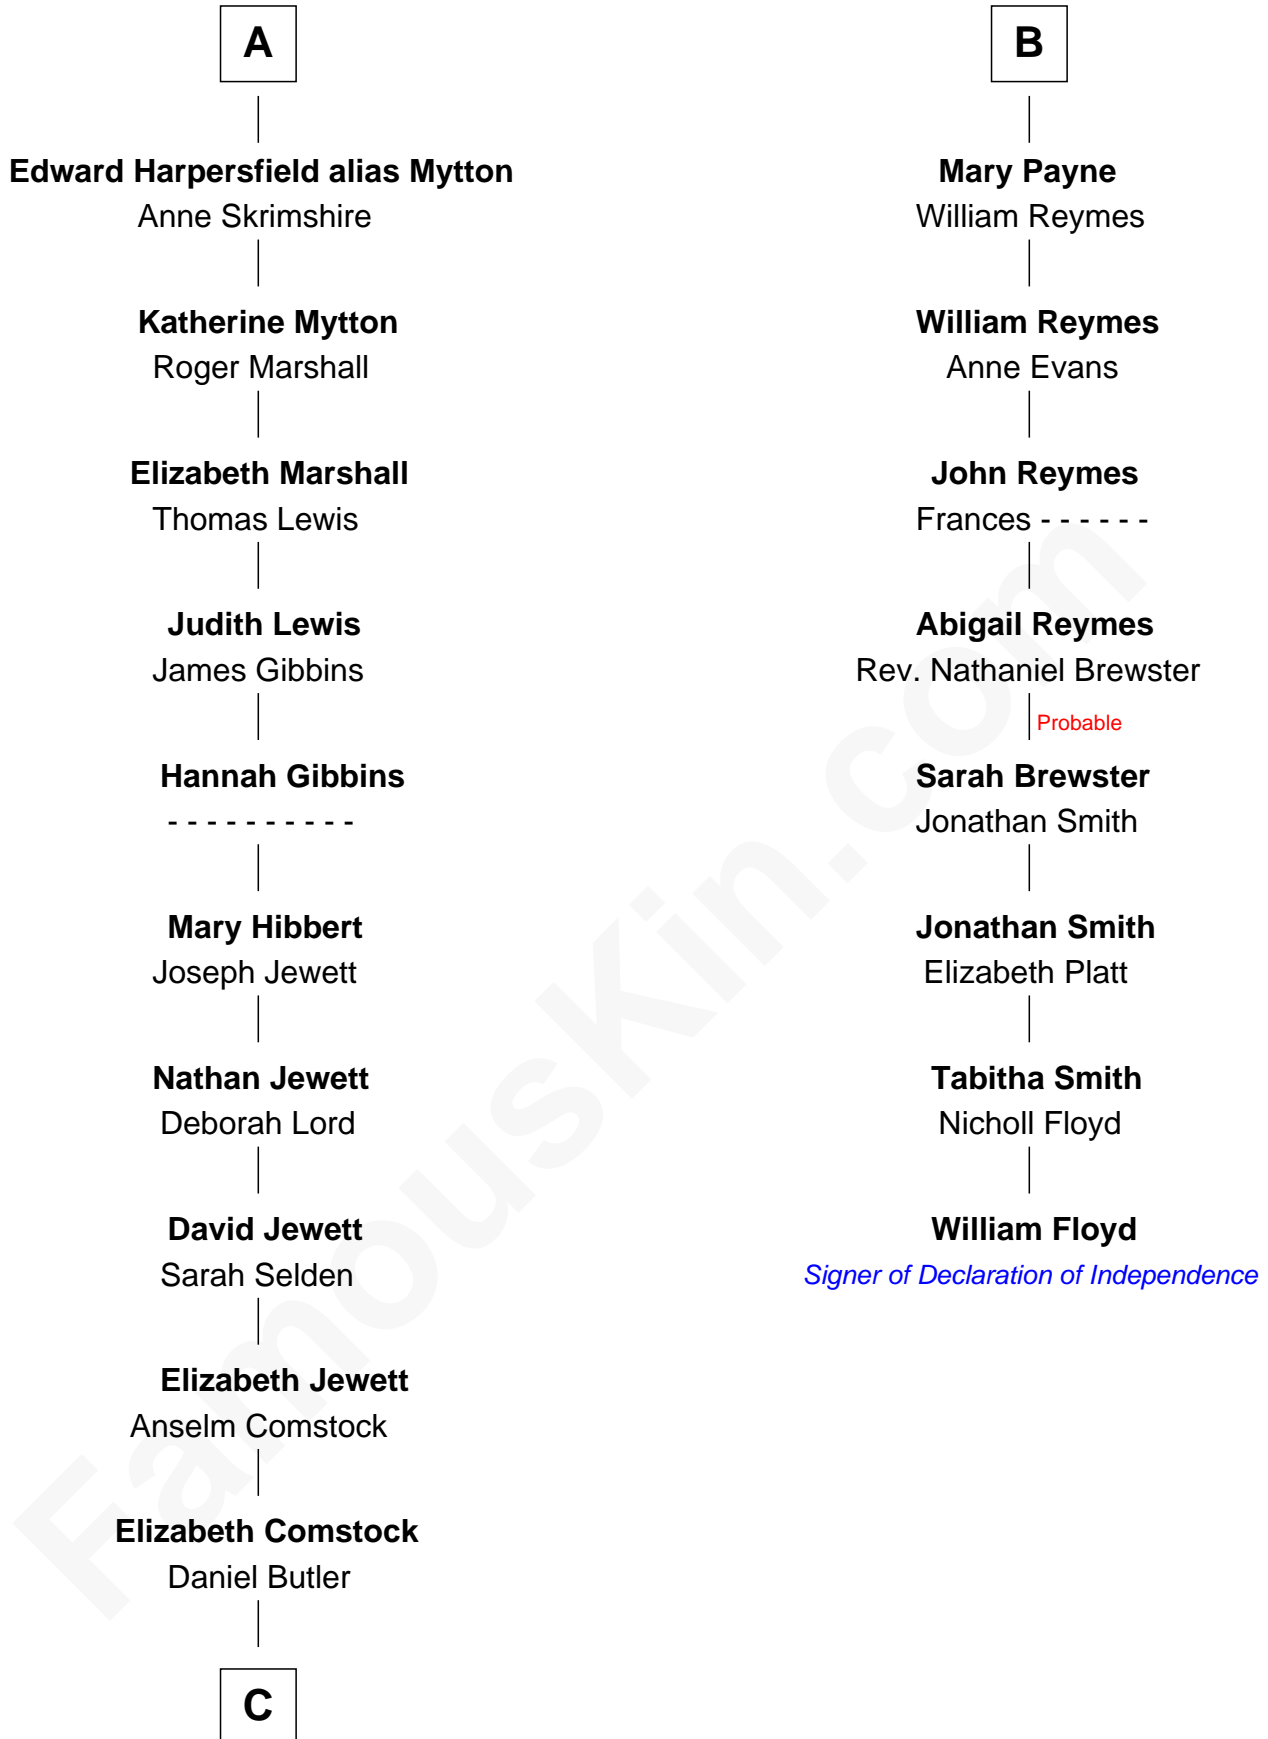 A
Edward Harpersfield alias Mytton
Anne Skrimshire
Katherine Mytton
Roger Marshall
Elizabeth Marshall
Thomas Lewis
Judith Lewis
James Gibbins
Hannah Gibbins
- - - - - - - - - -
Mary Hibbert
Joseph Jewett
Nathan Jewett
Deborah Lord
David Jewett
Sarah Selden
Elizabeth Jewett
Anselm Comstock
Elizabeth Comstock
Daniel Butler
C
B
Mary Payne
William Reymes
William Reymes
Anne Evans
John Reymes
Frances - - - - - -
Abigail Reymes
Rev. Nathaniel Brewster
Probable
Sarah Brewster
Jonathan Smith
Jonathan Smith
Elizabeth Platt
Tabitha Smith
Nicholl Floyd
William Floyd
Signer of Declaration of Independence
FamousKin.com